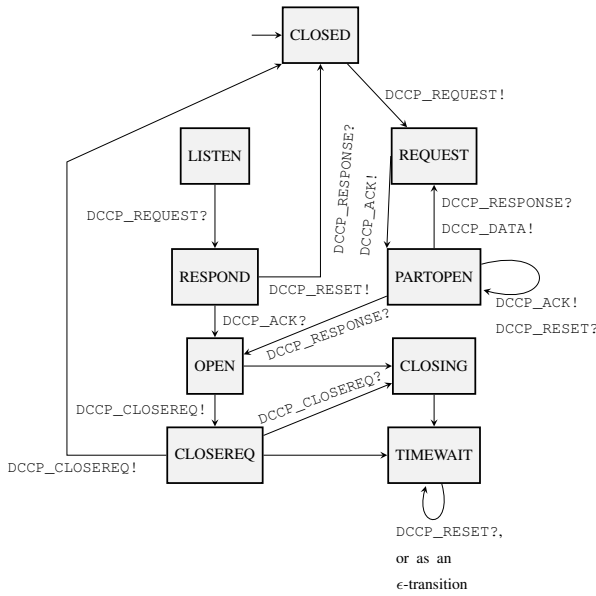 CLOSED
DCCP_REQUEST!
LISTEN
REQUEST
DCCP_RESPONSE?
DCCP_ACK!
DCCP_REQUEST?
DCCP_RESPONSE?
DCCP_DATA!
RESPOND
DCCP_RESET!
PARTOPEN
DCCP_ACK!
DCCP_RESET?
DCCP_ACK?
DCCP_RESPONSE?
OPEN
CLOSING
DCCP_CLOSEREQ!
DCCP_CLOSEREQ?
CLOSEREQ
TIMEWAIT
DCCP_CLOSEREQ!
DCCP_RESET?,
or as an
ϵ-transition